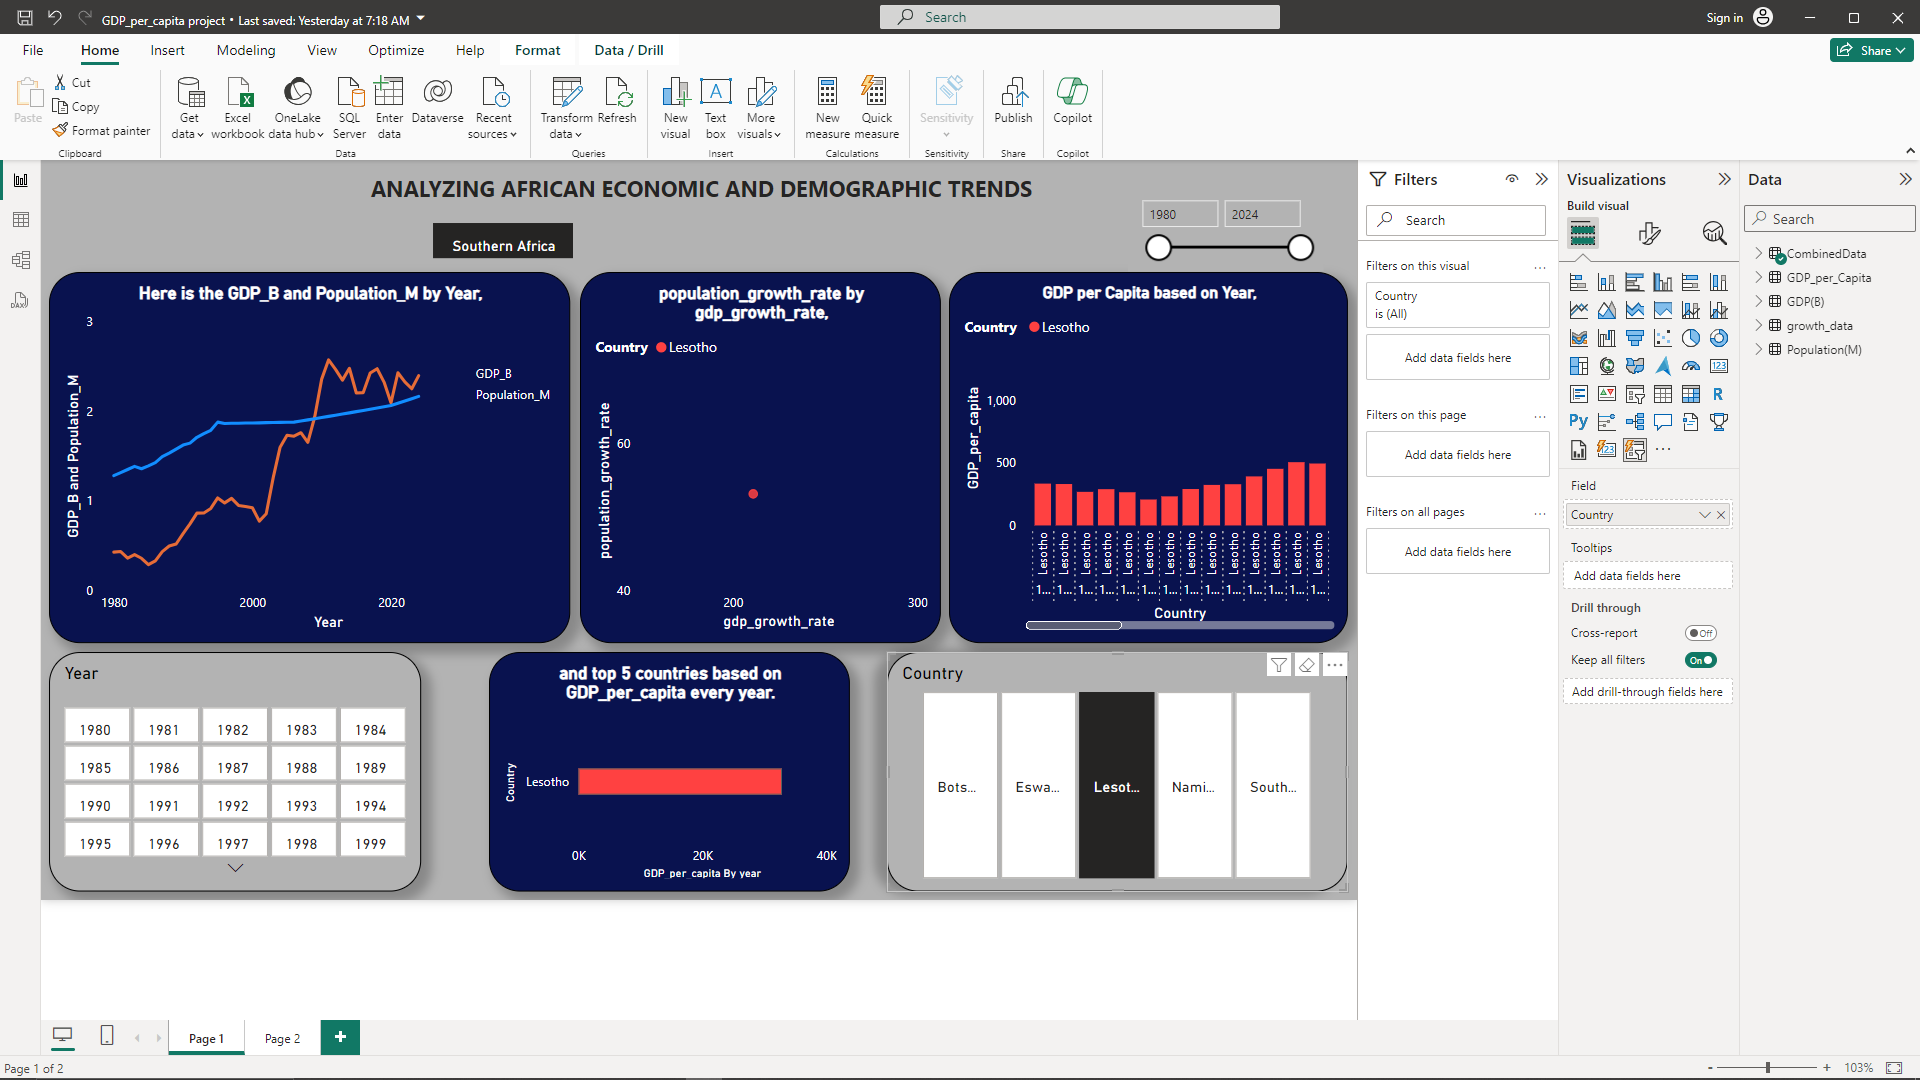 GDP_per_capita project • Last saved: Yesterday at 7:18 AM
Search
Sign in
File Home Insert Modeling View Optimize Help Format Data / Drill
Share
Paste
Cut
Copy
Format painter
Clipboard
Get data
Excel workbook
OneLake data hub
SQL Server
Enter data
Dataverse
Recent sources
Data
Transform data
Refresh
Queries
New visual
Text box
More visuals
Insert
New measure
Quick measure
Calculations
Sensitivity
Sensitivity
Publish
Share
Copilot
Copilot
ANALYZING AFRICAN ECONOMIC AND DEMOGRAPHIC TRENDS
Southern Africa
1980 2024
Here is the GDP_B and Population_M by Year,
GDP_B and Population_M
3
2
1
0
1980 2000 2020
Year
GDP_B
Population_M
population_growth_rate by
gdp_growth_rate,
Country Lesotho
population_growth_rate
60
40
200 300
gdp_growth_rate
GDP per Capita based on Year,
Country Lesotho
GDP_per_capita
1,000
500
0
Lesotho Lesotho Lesotho Lesotho Lesotho Lesotho Lesotho Lesotho Lesotho Lesotho Lesotho Lesotho Lesotho Lesotho
1... 1... 1... 1... 1... 1... 1... 1... 1... 1... 1... 1... 1... 1...
Country
Year
1980 1981 1982 1983 1984
1985 1986 1987 1988 1989
1990 1991 1992 1993 1994
1995 1996 1997 1998 1999
and top 5 countries based on
GDP_per_capita every year.
Country
Lesotho
0K 20K 40K
GDP_per_capita By year
Country
Bots... Eswa... Lesot... Nami... South...
Filters
Search
Filters on this visual
...
Country
is (All)
Add data fields here
Filters on this page
...
Add data fields here
Filters on all pages
...
Add data fields here
Visualizations
Build visual
123
R
Py
123
...
Field
Country
Tooltips
Add data fields here
Drill through
Cross-report Off
Keep all filters On
Add drill-through fields here
Data
Search
CombinedData
GDP_per_Capita
GDP(B)
growth_data
Population(M)
Page 1 Page 2 +
Page 1 of 2
- + 103%